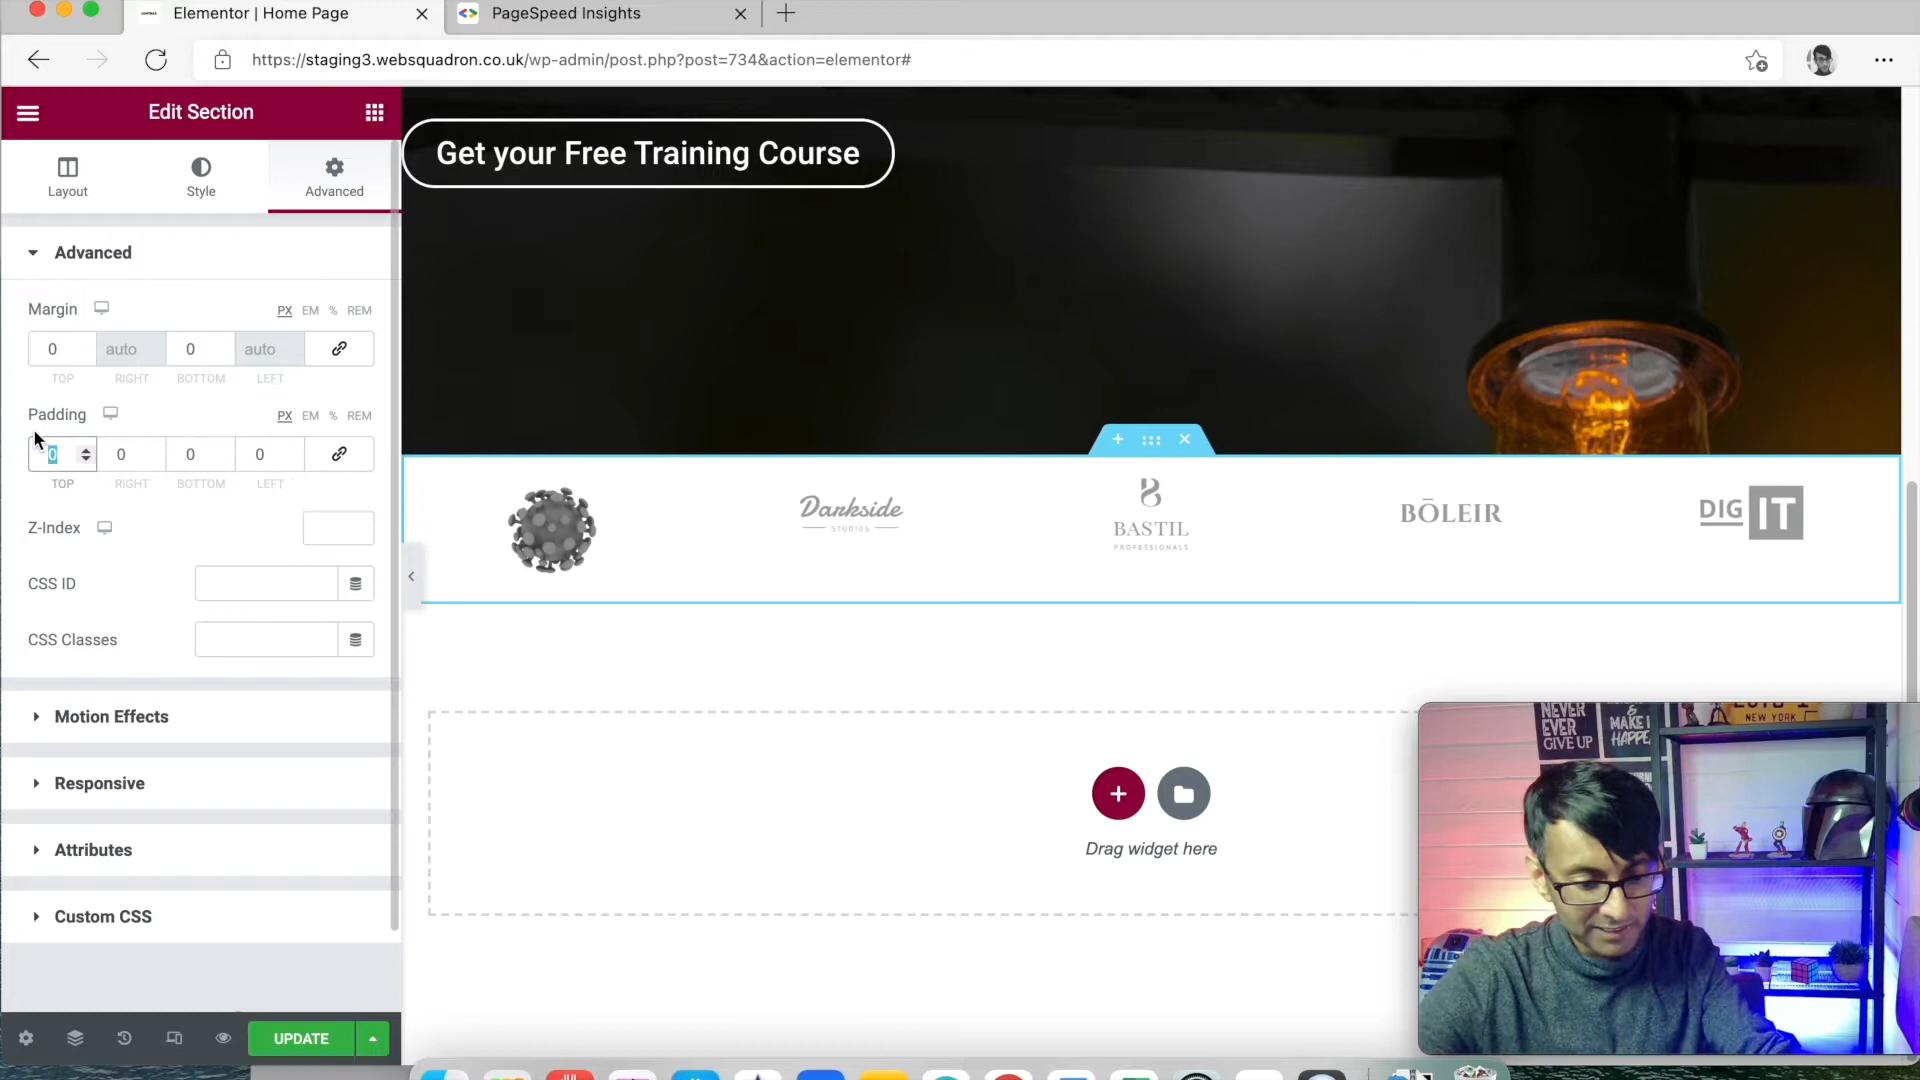 Elementor | Home Page
PageSpeed Insights
https://staging3.websquadron.co.uk/wp-admin/post.php?post=734&action=elementor#
Edit Section
Layout
Style
Advanced
Advanced
Margin
PX EM % REM
0 auto 0 auto
TOP RIGHT BOTTOM LEFT
Padding
PX EM % REM
0 0 0 0
TOP RIGHT BOTTOM LEFT
Z-Index
CSS ID
CSS Classes
Motion Effects
Responsive
Attributes
Custom CSS
UPDATE
Get your Free Training Course
Darkside
STUDIOS
B
BASTIL
PROFESSIONALS
BŌLEIR
DIG IT
Drag widget here
NEVER
EVER
GIVE UP
&
MAKE I
HAPPE
NEW YORK